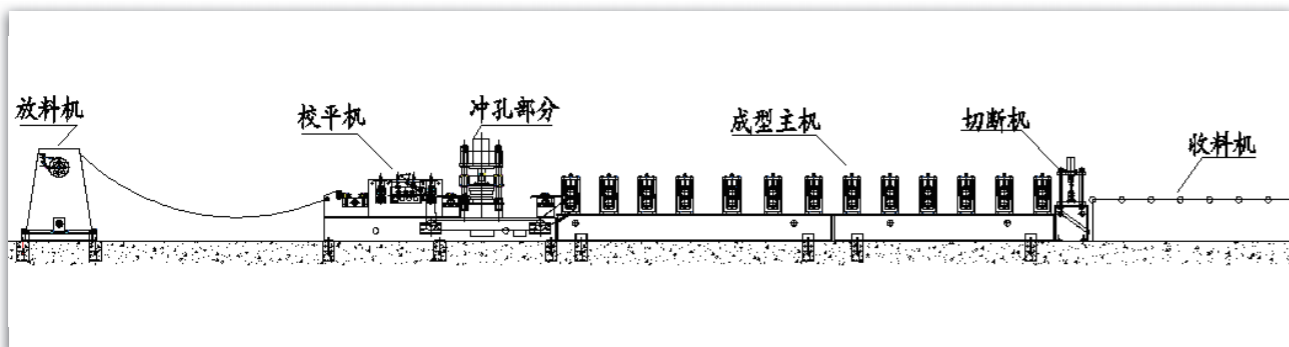 放料机
校平机
冲孔部分
成型主机
切断机
收料机